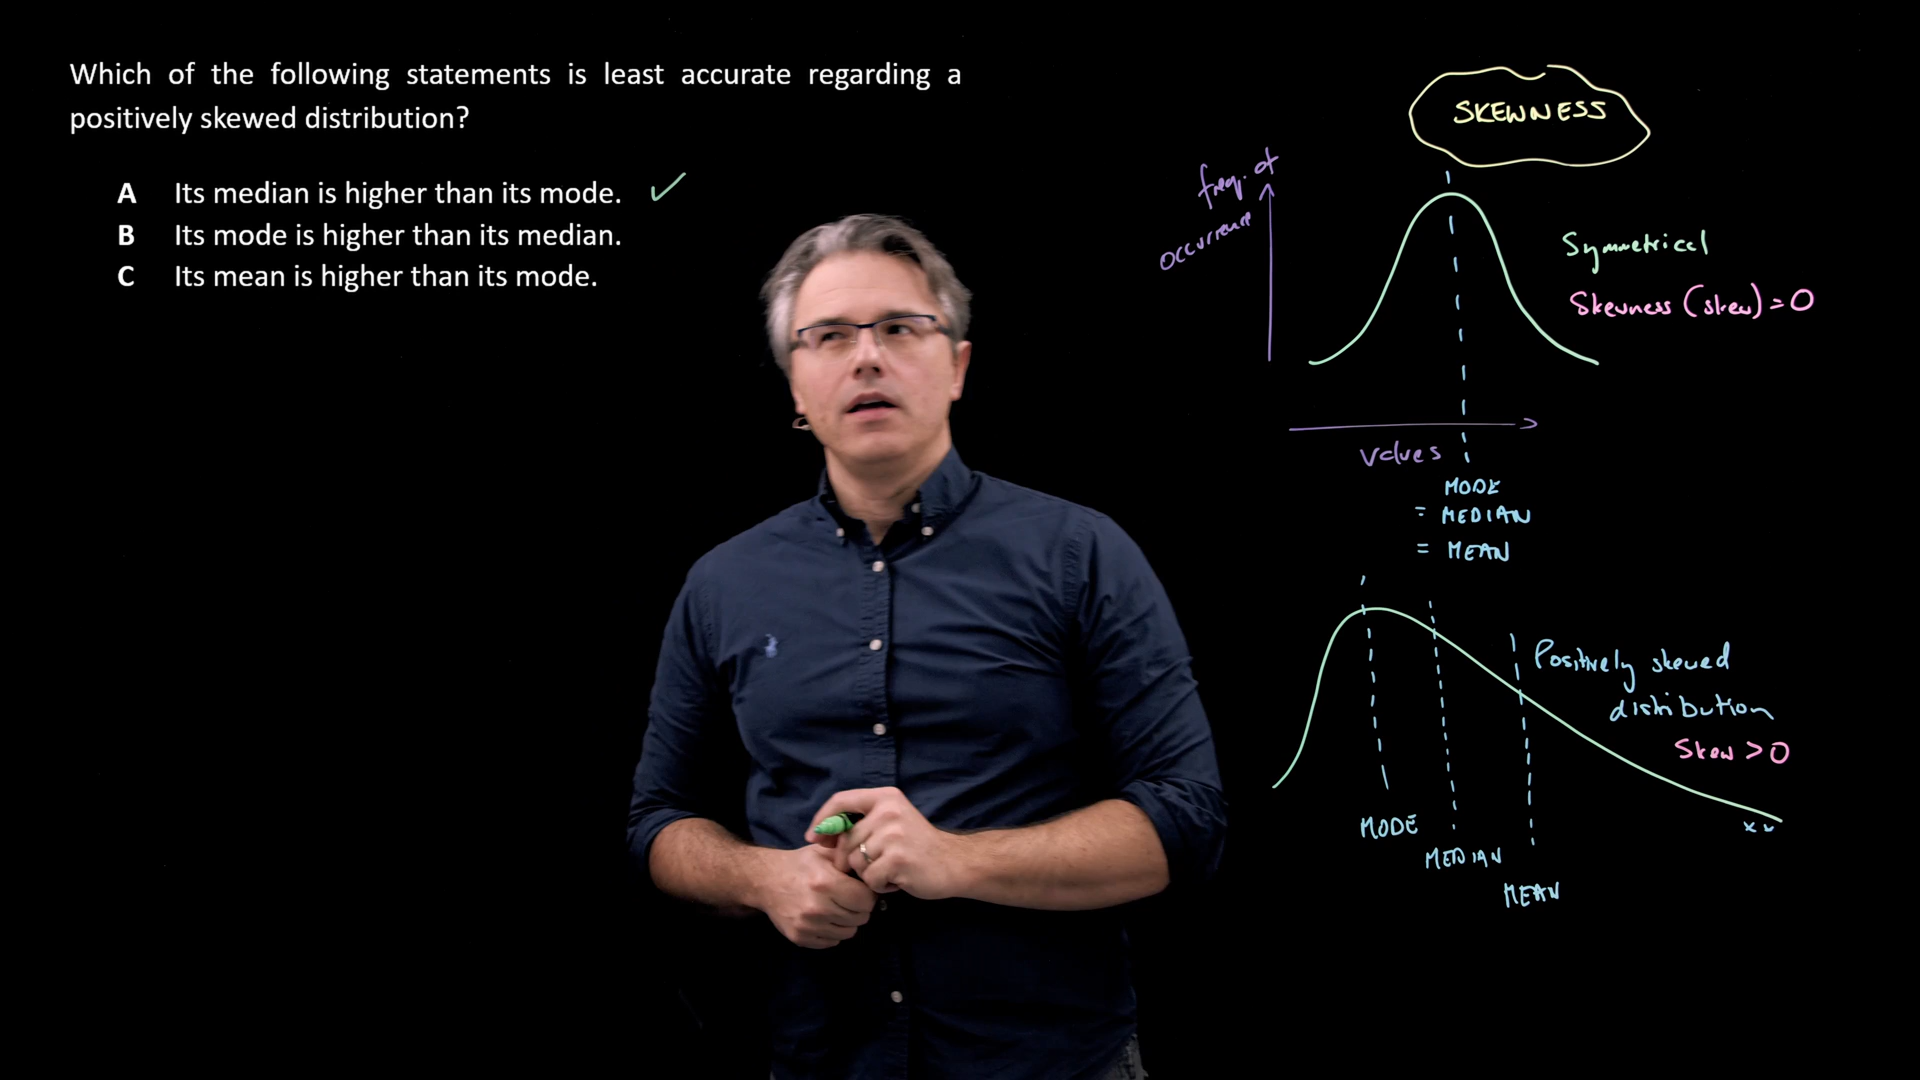 Which of the following statements is least accurate regarding a
positively skewed distribution?
A Its median is higher than its mode. ✓
B Its mode is higher than its median.
C Its mean is higher than its mode.
SKEWNESS
freq. of
occurrence
Symmetrical
Skewness (skew) = 0
values
MODE
= MEDIAN
= MEAN
Positively skewed
distribution
Skew > 0
MODE
MEDIAN
MEAN
x x